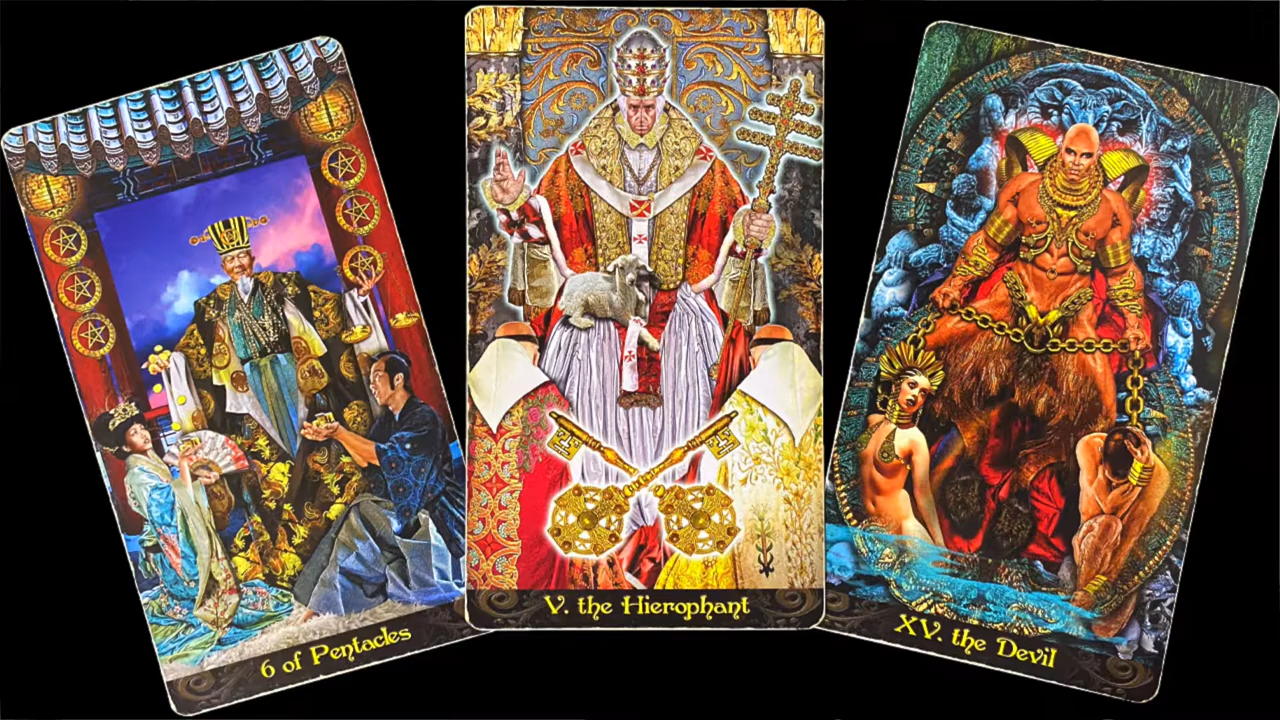 6 of Pentacles
V. the Hierophant
XV. the Devil